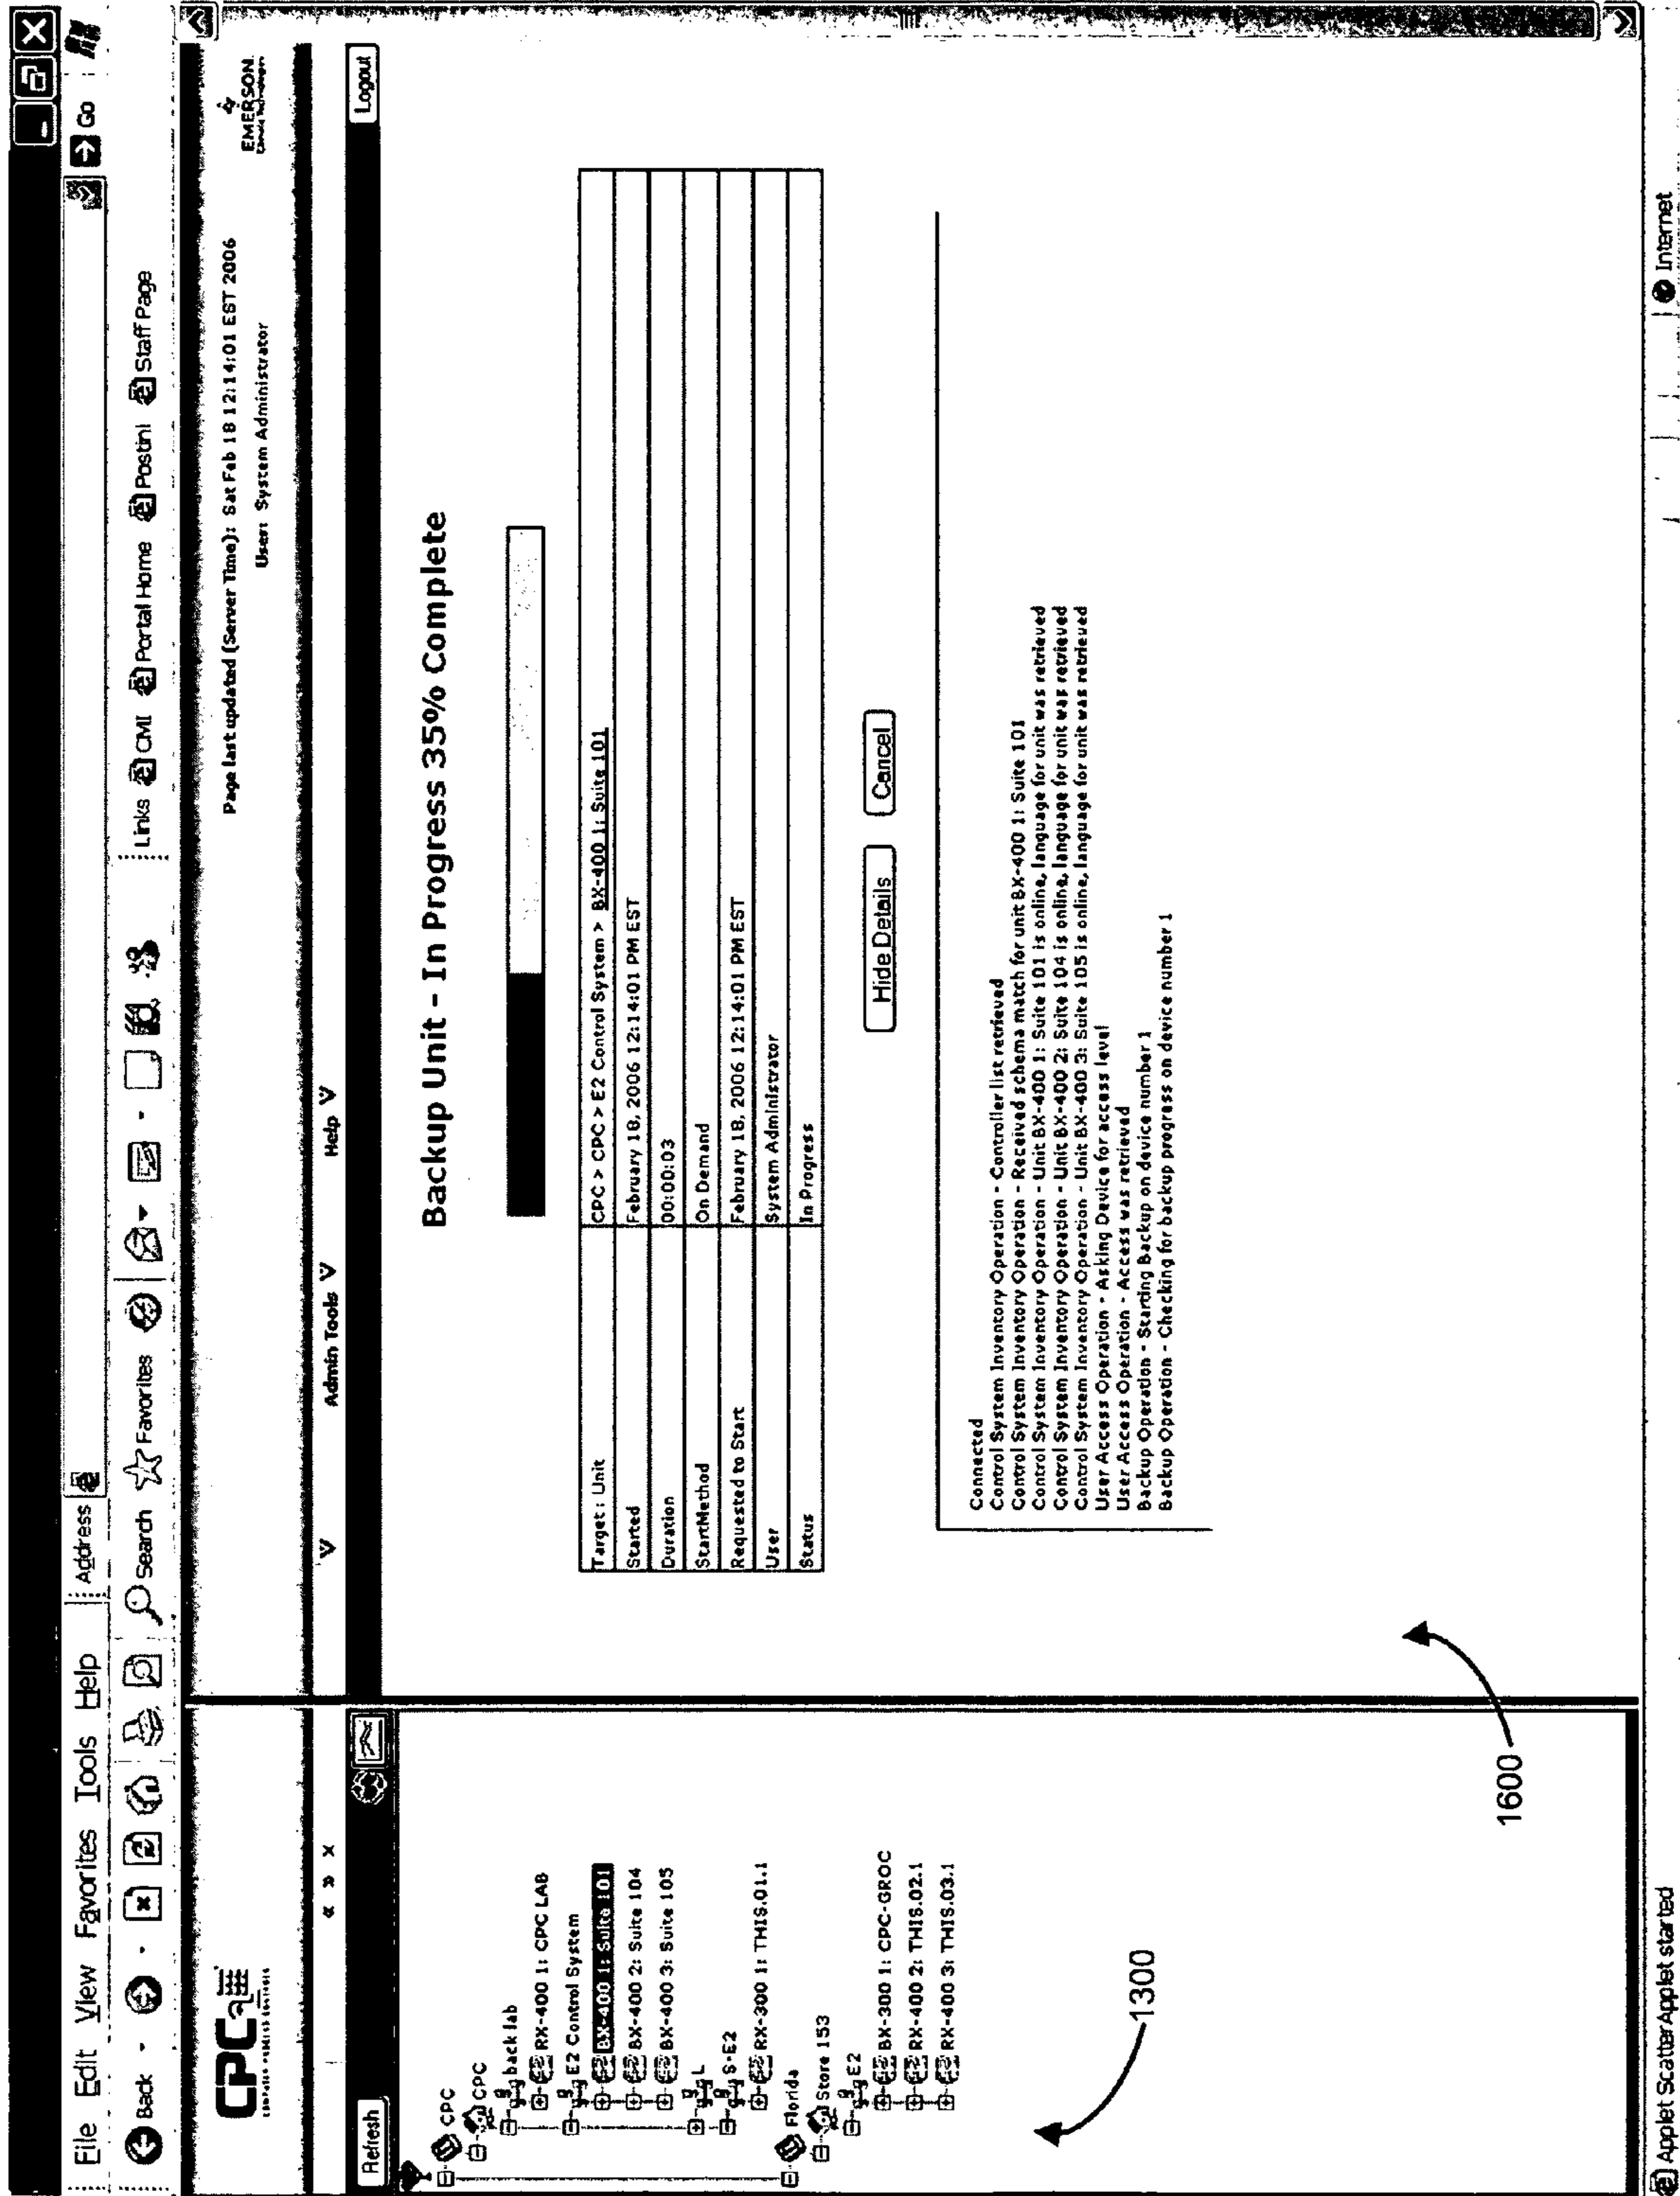 File Edit View Favorites Tools Help Address Go
Back Search Favorites Links CMI Portal Home Postini Staff Page
CPC
Page last updated (Server Time): Sat Feb 18 12:14:01 EST 2006
User: System Administrator
EMERSON
« » x Admin Tools Help
Refresh Logout
CPC
CPC
back lab
RX-400 1: CPC LAB
E2 Control System
BX-400 1: Suite 101
BX-400 2: Suite 104
BX-400 3: Suite 105
L
S-E2
RX-300 1: THIS.01.1
Florida
Store 153
E2
BX-300 1: CPC-GROC
RX-400 2: THIS.02.1
RX-400 3: THIS.03.1
1300
Backup Unit - In Progress 35% Complete
Target : Unit CPC > CPC > E2 Control System > BX-400 1: Suite 101
Started February 18, 2006 12:14:01 PM EST
Duration 00:00:03
StartMethod On Demand
Requested to Start February 18, 2006 12:14:01 PM EST
User System Administrator
Status In Progress
Hide Details Cancel
Connected
Control System Inventory Operation - Controller list retrieved
Control System Inventory Operation - Received schema match for unit BX-400 1: Suite 101
Control System Inventory Operation - Unit BX-400 1: Suite 101 is online, language for unit was retrieved
Control System Inventory Operation - Unit BX-400 2: Suite 104 is online, language for unit was retrieved
Control System Inventory Operation - Unit BX-400 3: Suite 105 is online, language for unit was retrieved
User Access Operation - Asking Device for access level
User Access Operation - Access was retrieved
Backup Operation - Starting Backup on device number 1
Backup Operation - Checking for backup progress on device number 1
1600
Applet ScatterApplet started Internet